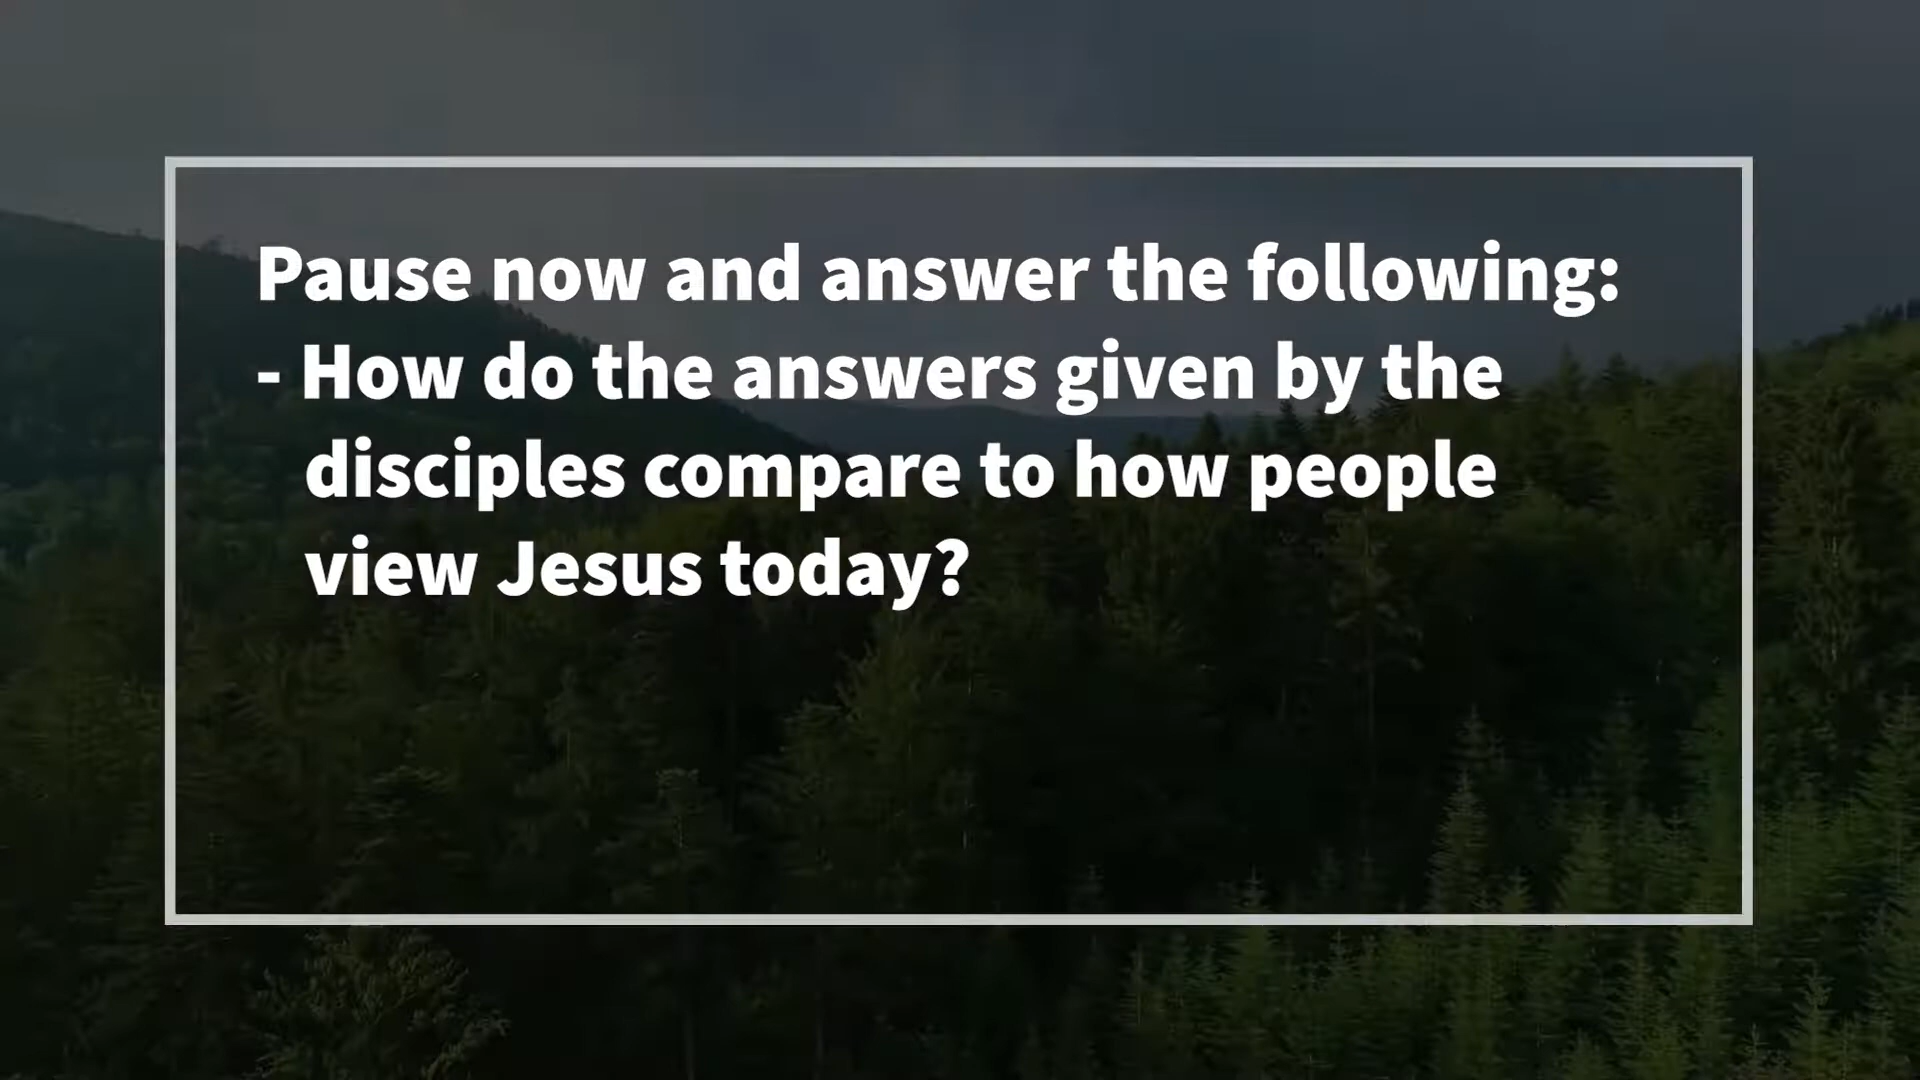 Pause now and answer the following:
- How do the answers given by the
disciples compare to how people
view Jesus today?